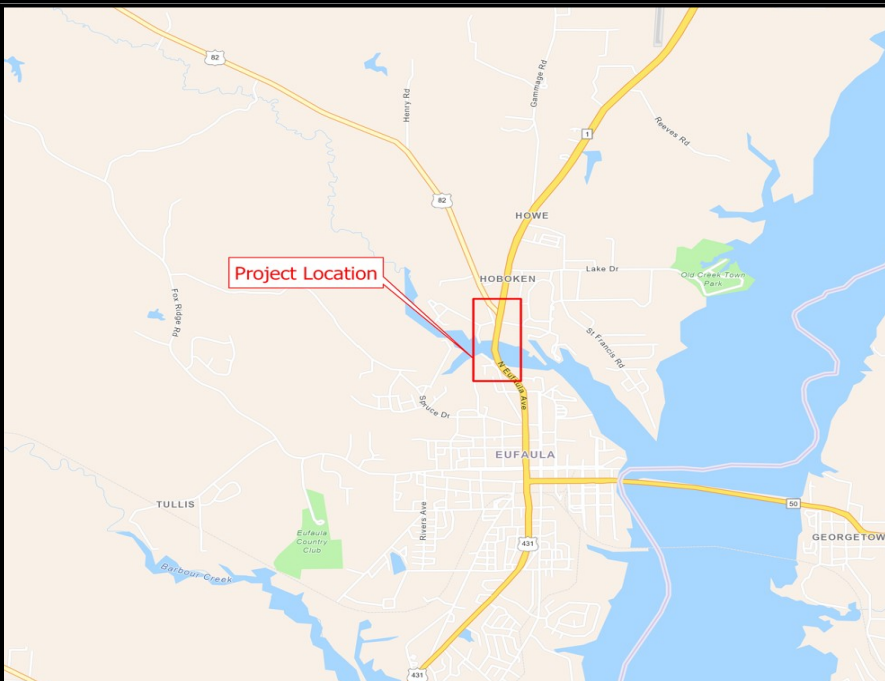 82
Henry Rd
Gammage Rd
1
Reeves Rd
82
HOWE
Project Location
HOBOKEN
Lake Dr
Old Creek Town
Park
Fox Ridge Rd
St Francis Rd
N Eufaula Ave
Spruce Dr
EUFAULA
TULLIS
Rivers Ave
50
Eufaula
Country
Club
431
GEORGETOW
Barbour Creek
431